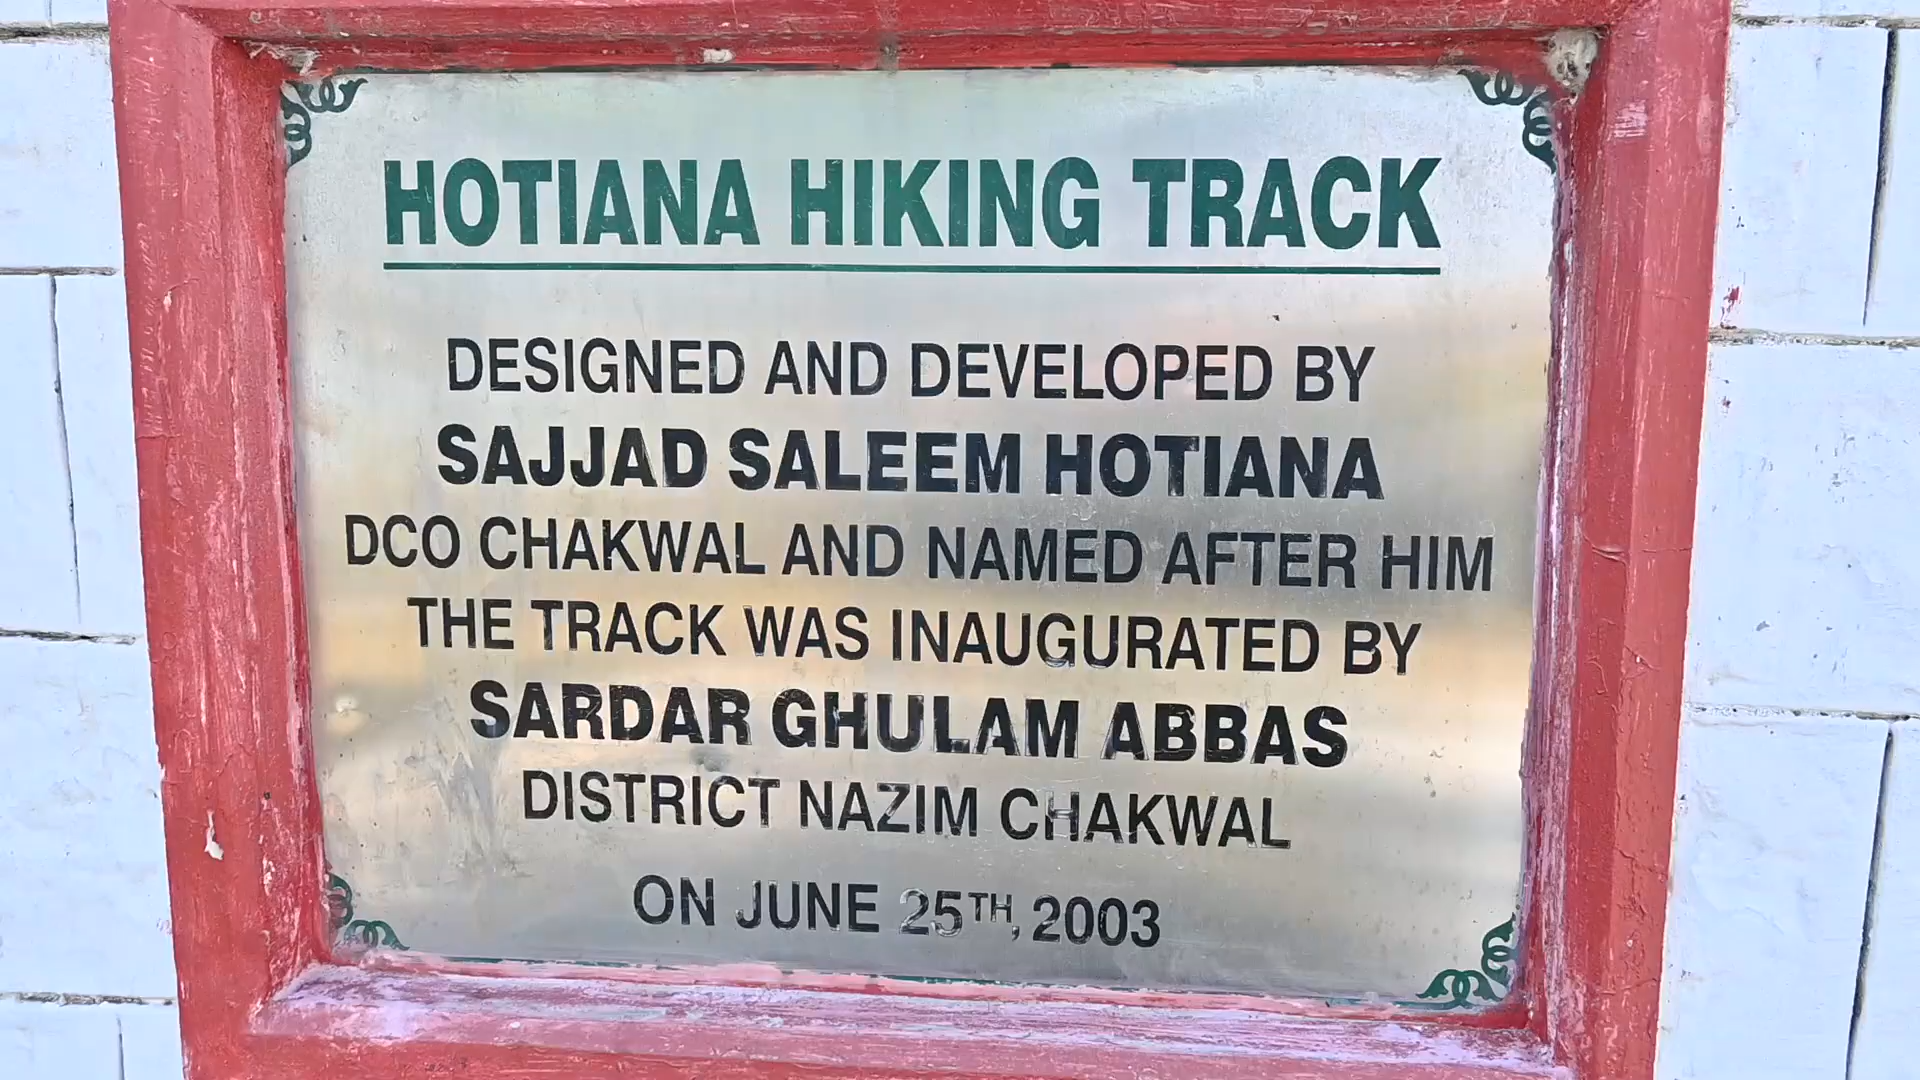 HOTIANA HIKING TRACK
DESIGNED AND DEVELOPED BY
SAJJAD SALEEM HOTIANA
DCO CHAKWAL AND NAMED AFTER HIM
THE TRACK WAS INAUGURATED BY
SARDAR GHULAM ABBAS
DISTRICT NAZIM CHAKWAL
ON JUNE 25TH, 2003